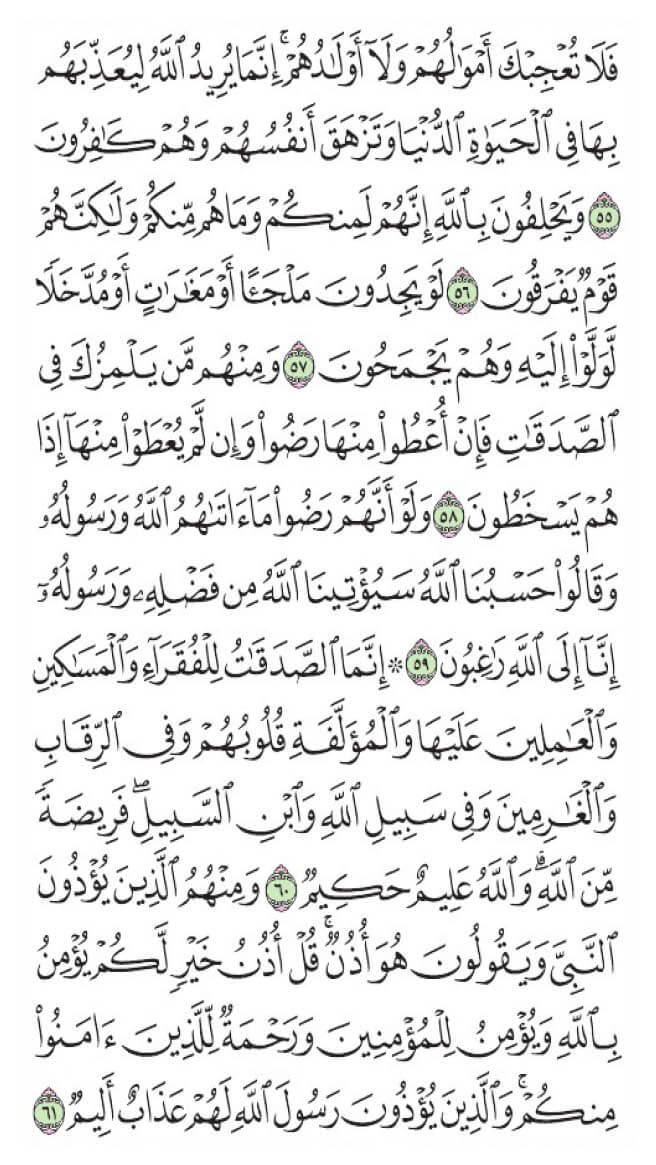 فَلَا تُعْجِبْكَ أَمْوَٰلُهُمْ وَلَآ أَوْلَٰدُهُمْ ۚ إِنَّمَا يُرِيدُ ٱللَّهُ لِيُعَذِّبَهُم
بِهَا فِى ٱلْحَيَوٰةِ ٱلدُّنْيَا وَتَزْهَقَ أَنفُسُهُمْ وَهُمْ كَٰفِرُونَ
٥٥ وَيَحْلِفُونَ بِٱللَّهِ إِنَّهُمْ لَمِنكُمْ وَمَا هُم مِّنكُمْ وَلَٰكِنَّهُمْ
قَوْمٌ يَفْرَقُونَ ٥٦ لَوْ يَجِدُونَ مَلْجَـًٔا أَوْ مَغَٰرَٰتٍ أَوْ مُدَّخَلًا
لَّوَلَّوْا۟ إِلَيْهِ وَهُمْ يَجْمَحُونَ ٥٧ وَمِنْهُم مَّن يَلْمِزُكَ فِى
ٱلصَّدَقَٰتِ فَإِنْ أُعْطُوا۟ مِنْهَا رَضُوا۟ وَإِن لَّمْ يُعْطَوْا۟ مِنْهَآ إِذَا
هُمْ يَسْخَطُونَ ٥٨ وَلَوْ أَنَّهُمْ رَضُوا۟ مَآ ءَاتَىٰهُمُ ٱللَّهُ وَرَسُولُهُۥ
وَقَالُوا۟ حَسْبُنَا ٱللَّهُ سَيُؤْتِينَا ٱللَّهُ مِن فَضْلِهِۦ وَرَسُولُهُۥٓ
إِنَّآ إِلَى ٱللَّهِ رَٰغِبُونَ ٥٩ * إِنَّمَا ٱلصَّدَقَٰتُ لِلْفُقَرَآءِ وَٱلْمَسَٰكِينِ
وَٱلْعَٰمِلِينَ عَلَيْهَا وَٱلْمُؤَلَّفَةِ قُلُوبُهُمْ وَفِى ٱلرِّقَابِ
وَٱلْغَٰرِمِينَ وَفِى سَبِيلِ ٱللَّهِ وَٱبْنِ ٱلسَّبِيلِ ۖ فَرِيضَةً
مِّنَ ٱللَّهِ ۗ وَٱللَّهُ عَلِيمٌ حَكِيمٌ ٦٠ وَمِنْهُمُ ٱلَّذِينَ يُؤْذُونَ
ٱلنَّبِىَّ وَيَقُولُونَ هُوَ أُذُنٌ ۚ قُلْ أُذُنُ خَيْرٍ لَّكُمْ يُؤْمِنُ
بِٱللَّهِ وَيُؤْمِنُ لِلْمُؤْمِنِينَ وَرَحْمَةٌ لِّلَّذِينَ ءَامَنُوا۟
مِنكُمْ ۚ وَٱلَّذِينَ يُؤْذُونَ رَسُولَ ٱللَّهِ لَهُمْ عَذَابٌ أَلِيمٌ ٦١